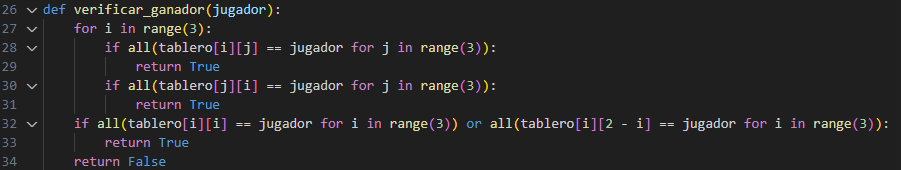 26 def verificar_ganador(jugador):
27     for i in range(3):
28         if all(tablero[i][j] == jugador for j in range(3)):
29             return True
30         if all(tablero[j][i] == jugador for j in range(3)):
31             return True
32     if all(tablero[i][i] == jugador for i in range(3)) or all(tablero[i][2 - i] == jugador for i in range(3)):
33         return True
34     return False